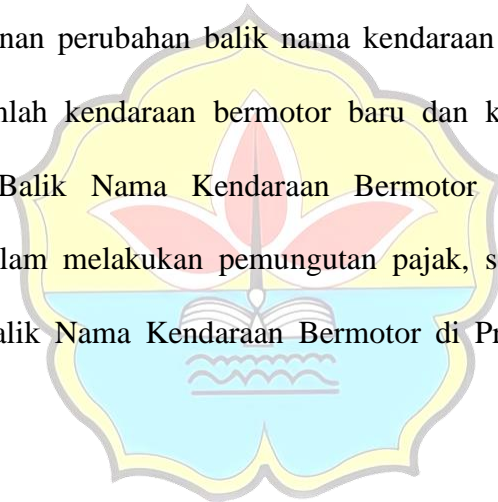 nan perubahan balik nama kendaraan
lah kendaraan bermotor baru dan k
Balik Nama Kendaraan Bermotor
lam melakukan pemungutan pajak, s
alik Nama Kendaraan Bermotor di Pr